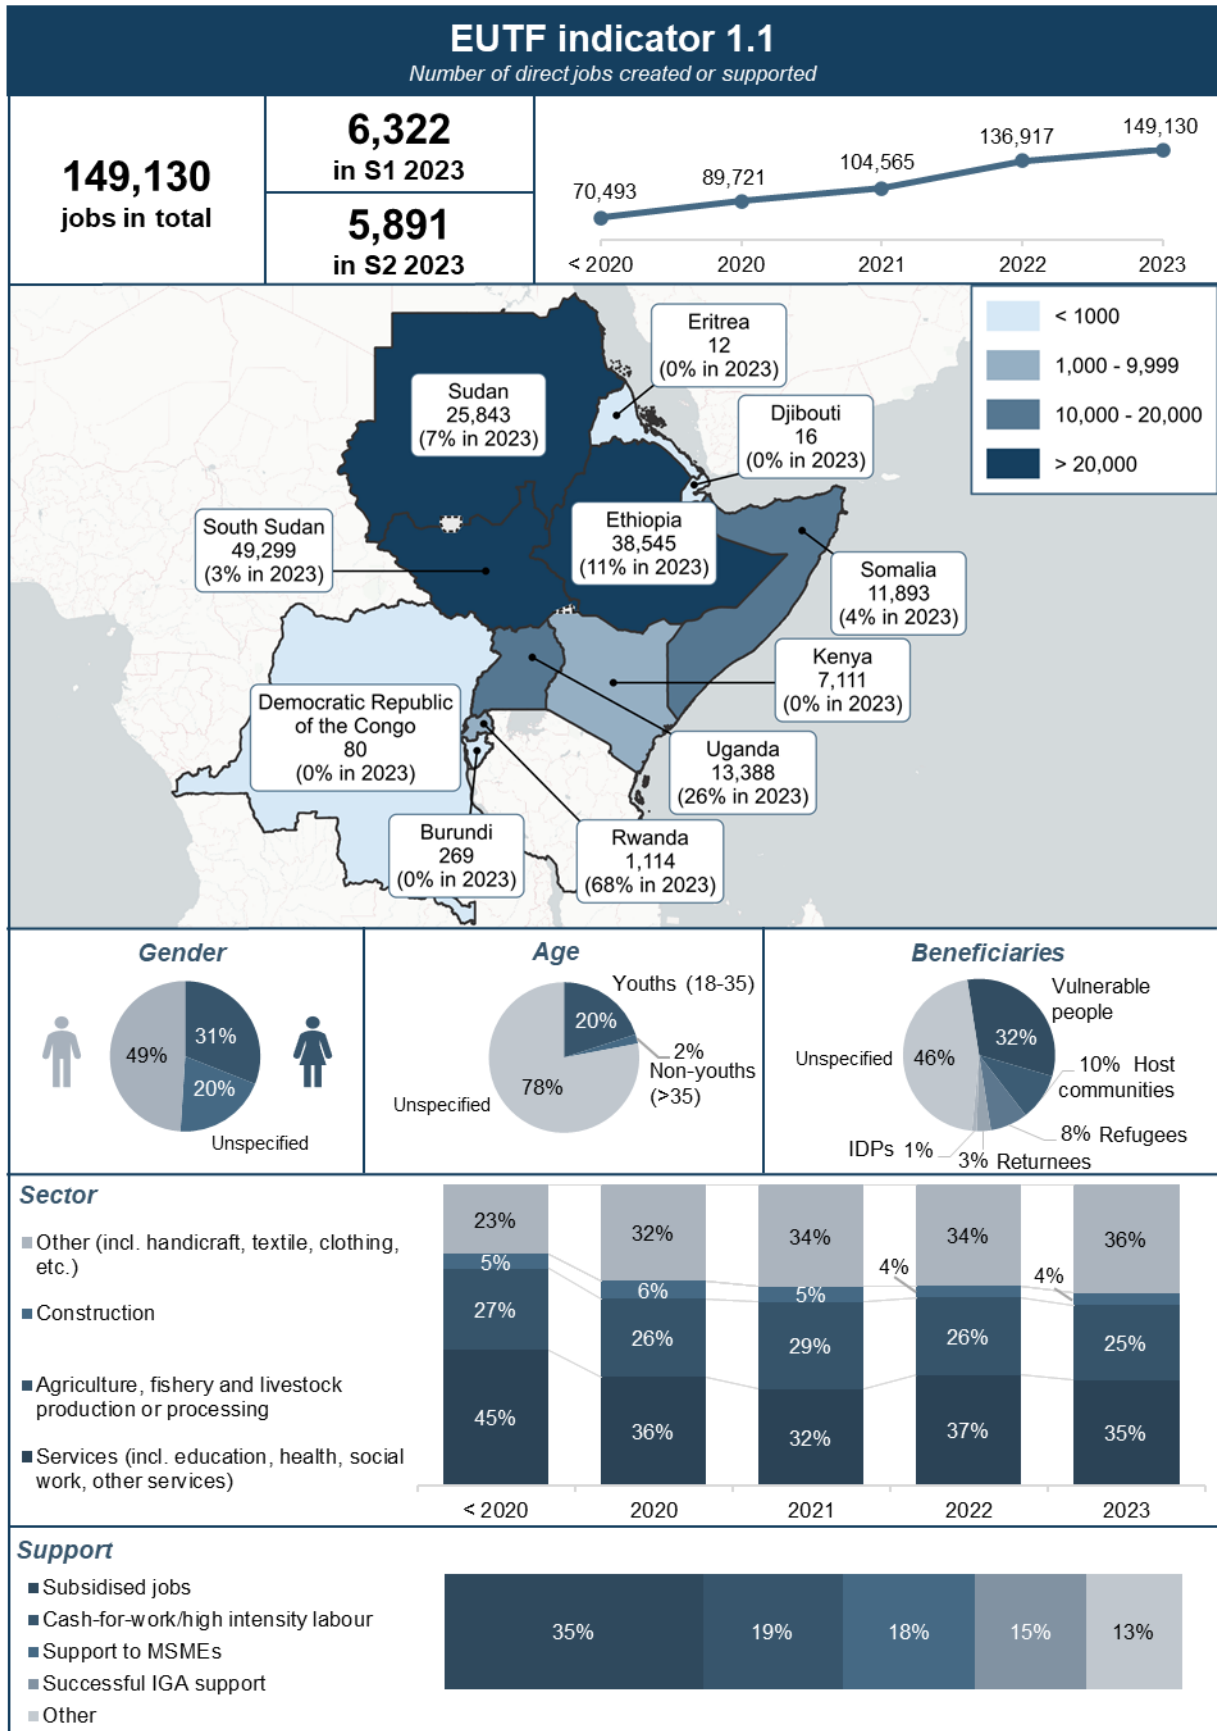 EUTF indicator 1.1
Number of direct jobs created or supported
149,130
jobs in total
6,322
in S1 2023
5,891
in S2 2023
70,493
89,721
104,565
136,917
149,130
< 2020
2020
2021
2022
2023
< 1000
1,000 - 9,999
10,000 - 20,000
> 20,000
Eritrea
12
(0% in 2023)
Sudan
25,843
(7% in 2023)
Djibouti
16
(0% in 2023)
South Sudan
49,299
(3% in 2023)
Ethiopia
38,545
(11% in 2023)
Somalia
11,893
(4% in 2023)
Kenya
7,111
(0% in 2023)
Democratic Republic
of the Congo
80
(0% in 2023)
Uganda
13,388
(26% in 2023)
Burundi
269
(0% in 2023)
Rwanda
1,114
(68% in 2023)
Gender
31%
49%
20%
Unspecified
Age
Youths (18-35)
20%
2%
Non-youths
(>35)
78%
Unspecified
Beneficiaries
Vulnerable
people
32%
Unspecified
46%
10% Host
communities
8% Refugees
IDPs 1%
3% Returnees
Sector
Other (incl. handicraft, textile, clothing,
etc.)
Construction
Agriculture, fishery and livestock
production or processing
Services (incl. education, health, social
work, other services)
23%
5%
27%
45%
32%
6%
26%
36%
34%
5%
29%
32%
34%
4%
26%
37%
36%
4%
25%
35%
< 2020
2020
2021
2022
2023
Support
Subsidised jobs
Cash-for-work/high intensity labour
Support to MSMEs
Successful IGA support
Other
35%
19%
18%
15%
13%